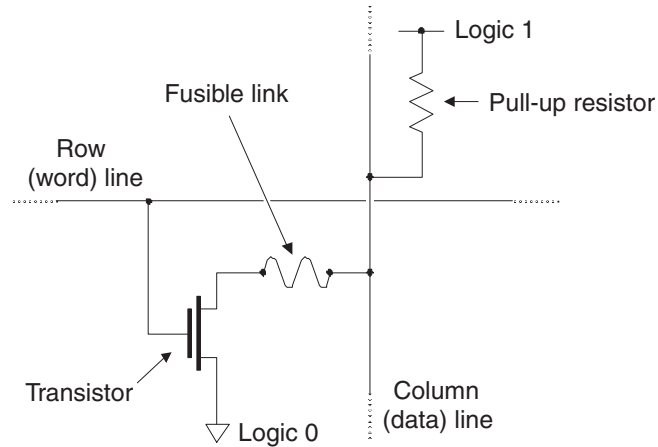 Logic 1
Fusible link
Pull-up resistor
Row
(word) line
Transistor
Logic 0
Column
(data) line